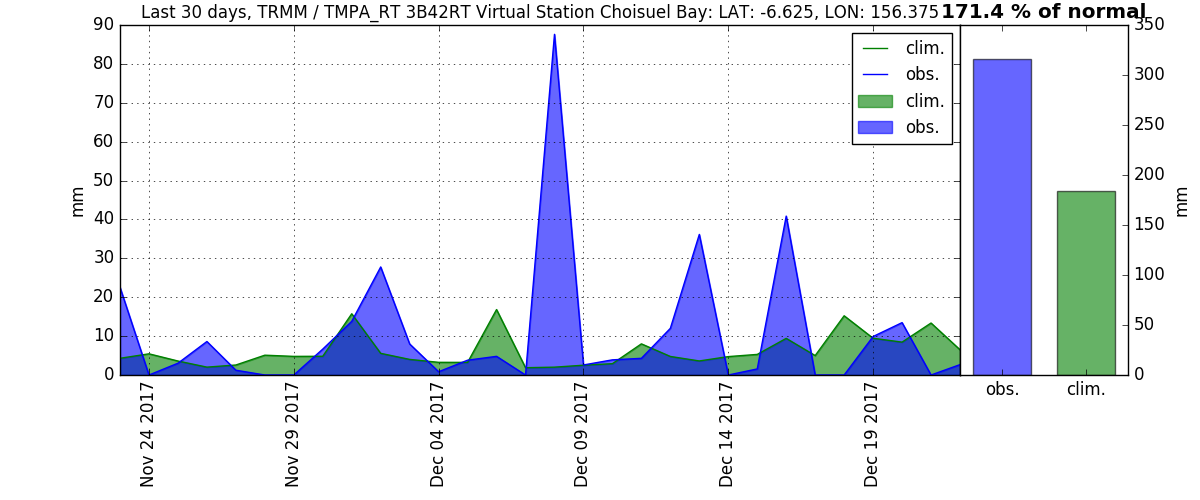 Last 30 days, TRMM / TMPA_RT 3B42RT Virtual Station Choisuel Bay: LAT: -6.625, LON: 156.375
171.4 % of normal
90
80
70
60
50
40
30
20
10
0
mm
clim.
obs.
clim.
obs.
Nov 24 2017
Nov 29 2017
Dec 04 2017
Dec 09 2017
Dec 14 2017
Dec 19 2017
350
300
250
200
150
100
50
0
mm
obs.
clim.